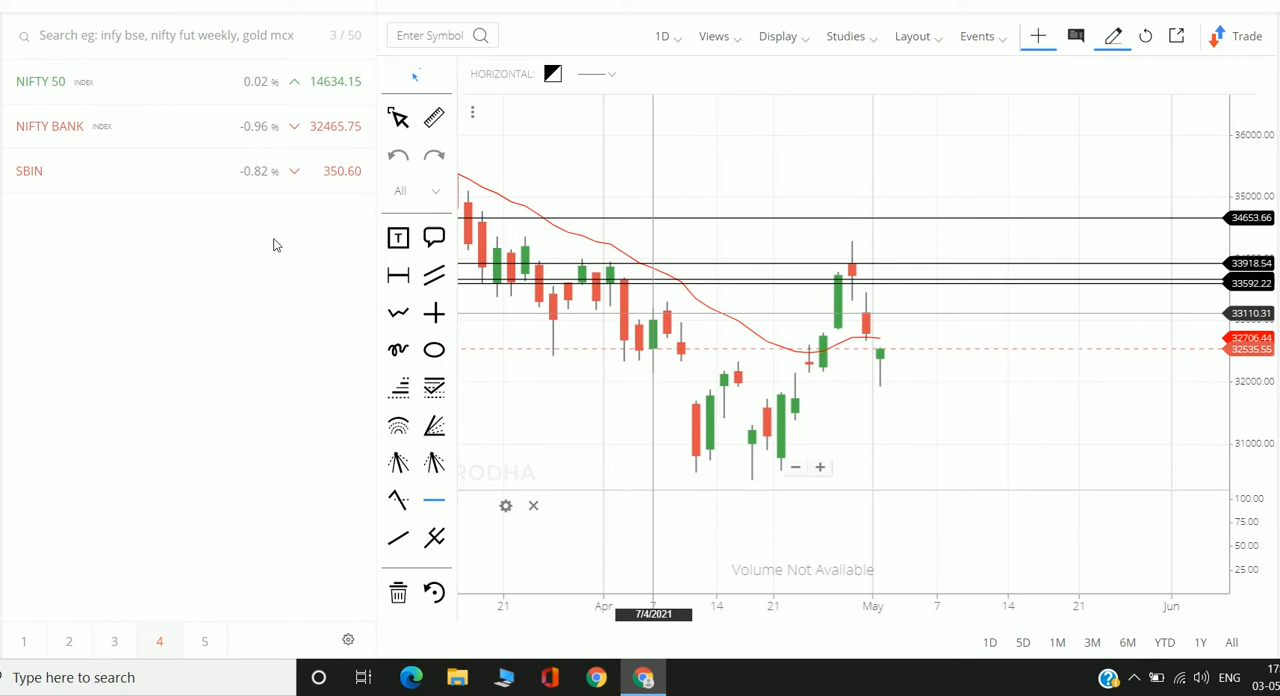 Search eg: infy bse, nifty fut weekly, gold mcx 3 / 50
NIFTY 50 INDEX 0.02 % 14634.15
NIFTY BANK INDEX -0.96 % 32465.75
SBIN -0.82 % 350.60
1 2 3 4 5
Enter Symbol 1D Views Display Studies Layout Events Trade
HORIZONTAL:
All
T
36000.00
35000.00
34653.66
33918.54
33592.22
33110.31
32706.44
32535.55
32000.00
31000.00
RODHA
100.00
75.00
50.00
25.00
Volume Not Available
21 Apr 7 14 21 May 7 14 21 Jun
7/4/2021
1D 5D 1M 3M 6M YTD 1Y All
Type here to search
ENG
17
03-05